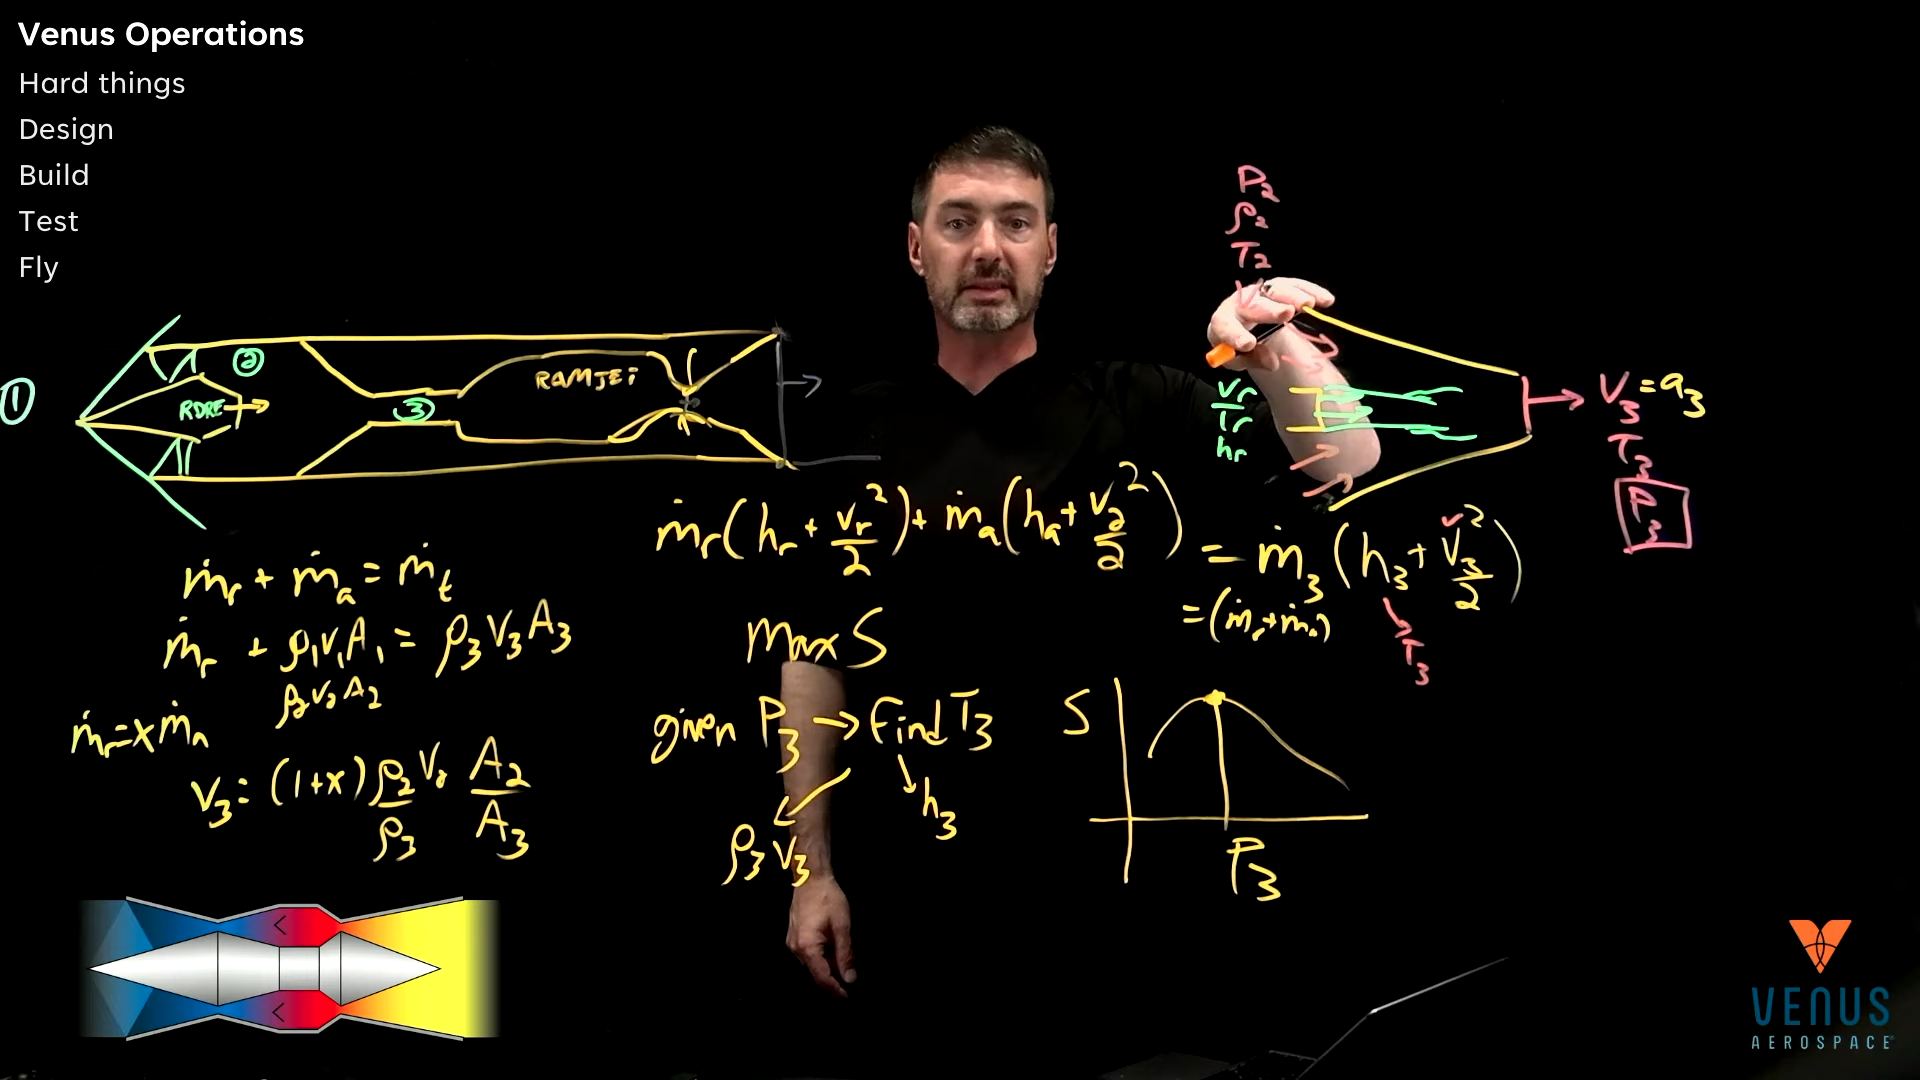 Venus Operations
Hard things
Design
Build
Test
Fly
P₂
ρ₂
T₂
V
①
②
RDRE
③
RAMJET
Vr
Tr
hr
V₃ = a₃
T₃
P₃
ṁr (hr + Vr²/2) + ṁa (ha + V₂²/2) = ṁ₃ (h₃ + V₃²/2)
= (ṁr + ṁa)
T₃
ṁr + ṁa = ṁt
ṁr + ρ₁V₁A₁ = ρ₃V₃A₃
ρ₂V₂A₂
ṁr = xṁa
V₃ = (1+x) ρ₂/ρ₃ V₂ A₂/A₃
Max S
given P₃ → Find T₃
h₃
ρ₃ V₃
S
P₃
VENUS
AEROSPACE